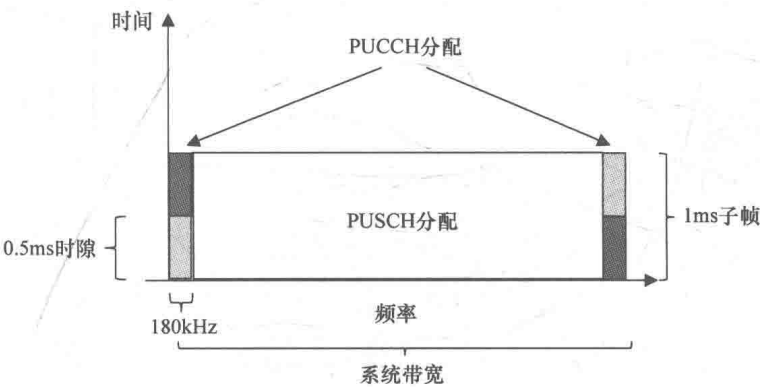 时间
PUCCH分配
PUSCH分配
1ms子帧
0.5ms时隙
180kHz
频率
系统带宽